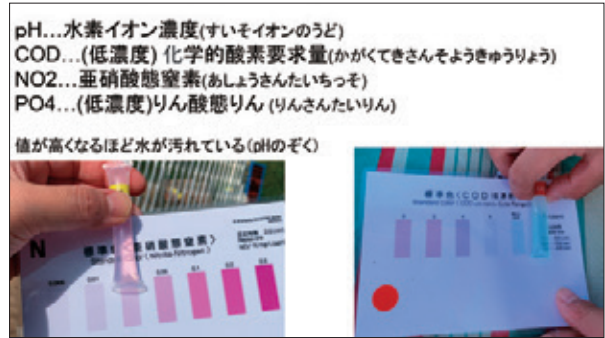 pH…水素イオン濃度(すいそイオンのうど)
COD…(低濃度) 化学的酸素要求量(かがくてきさんそようきゅうりょう)
NO2…亜硝酸態窒素(あしょうさんたいちっそ)
PO4…(低濃度)りん酸態りん (りんさんたいりん)
値が高くなるほど水が汚れている(pHのぞく)
N
標準色
硝酸態窒素>
標準色<COD